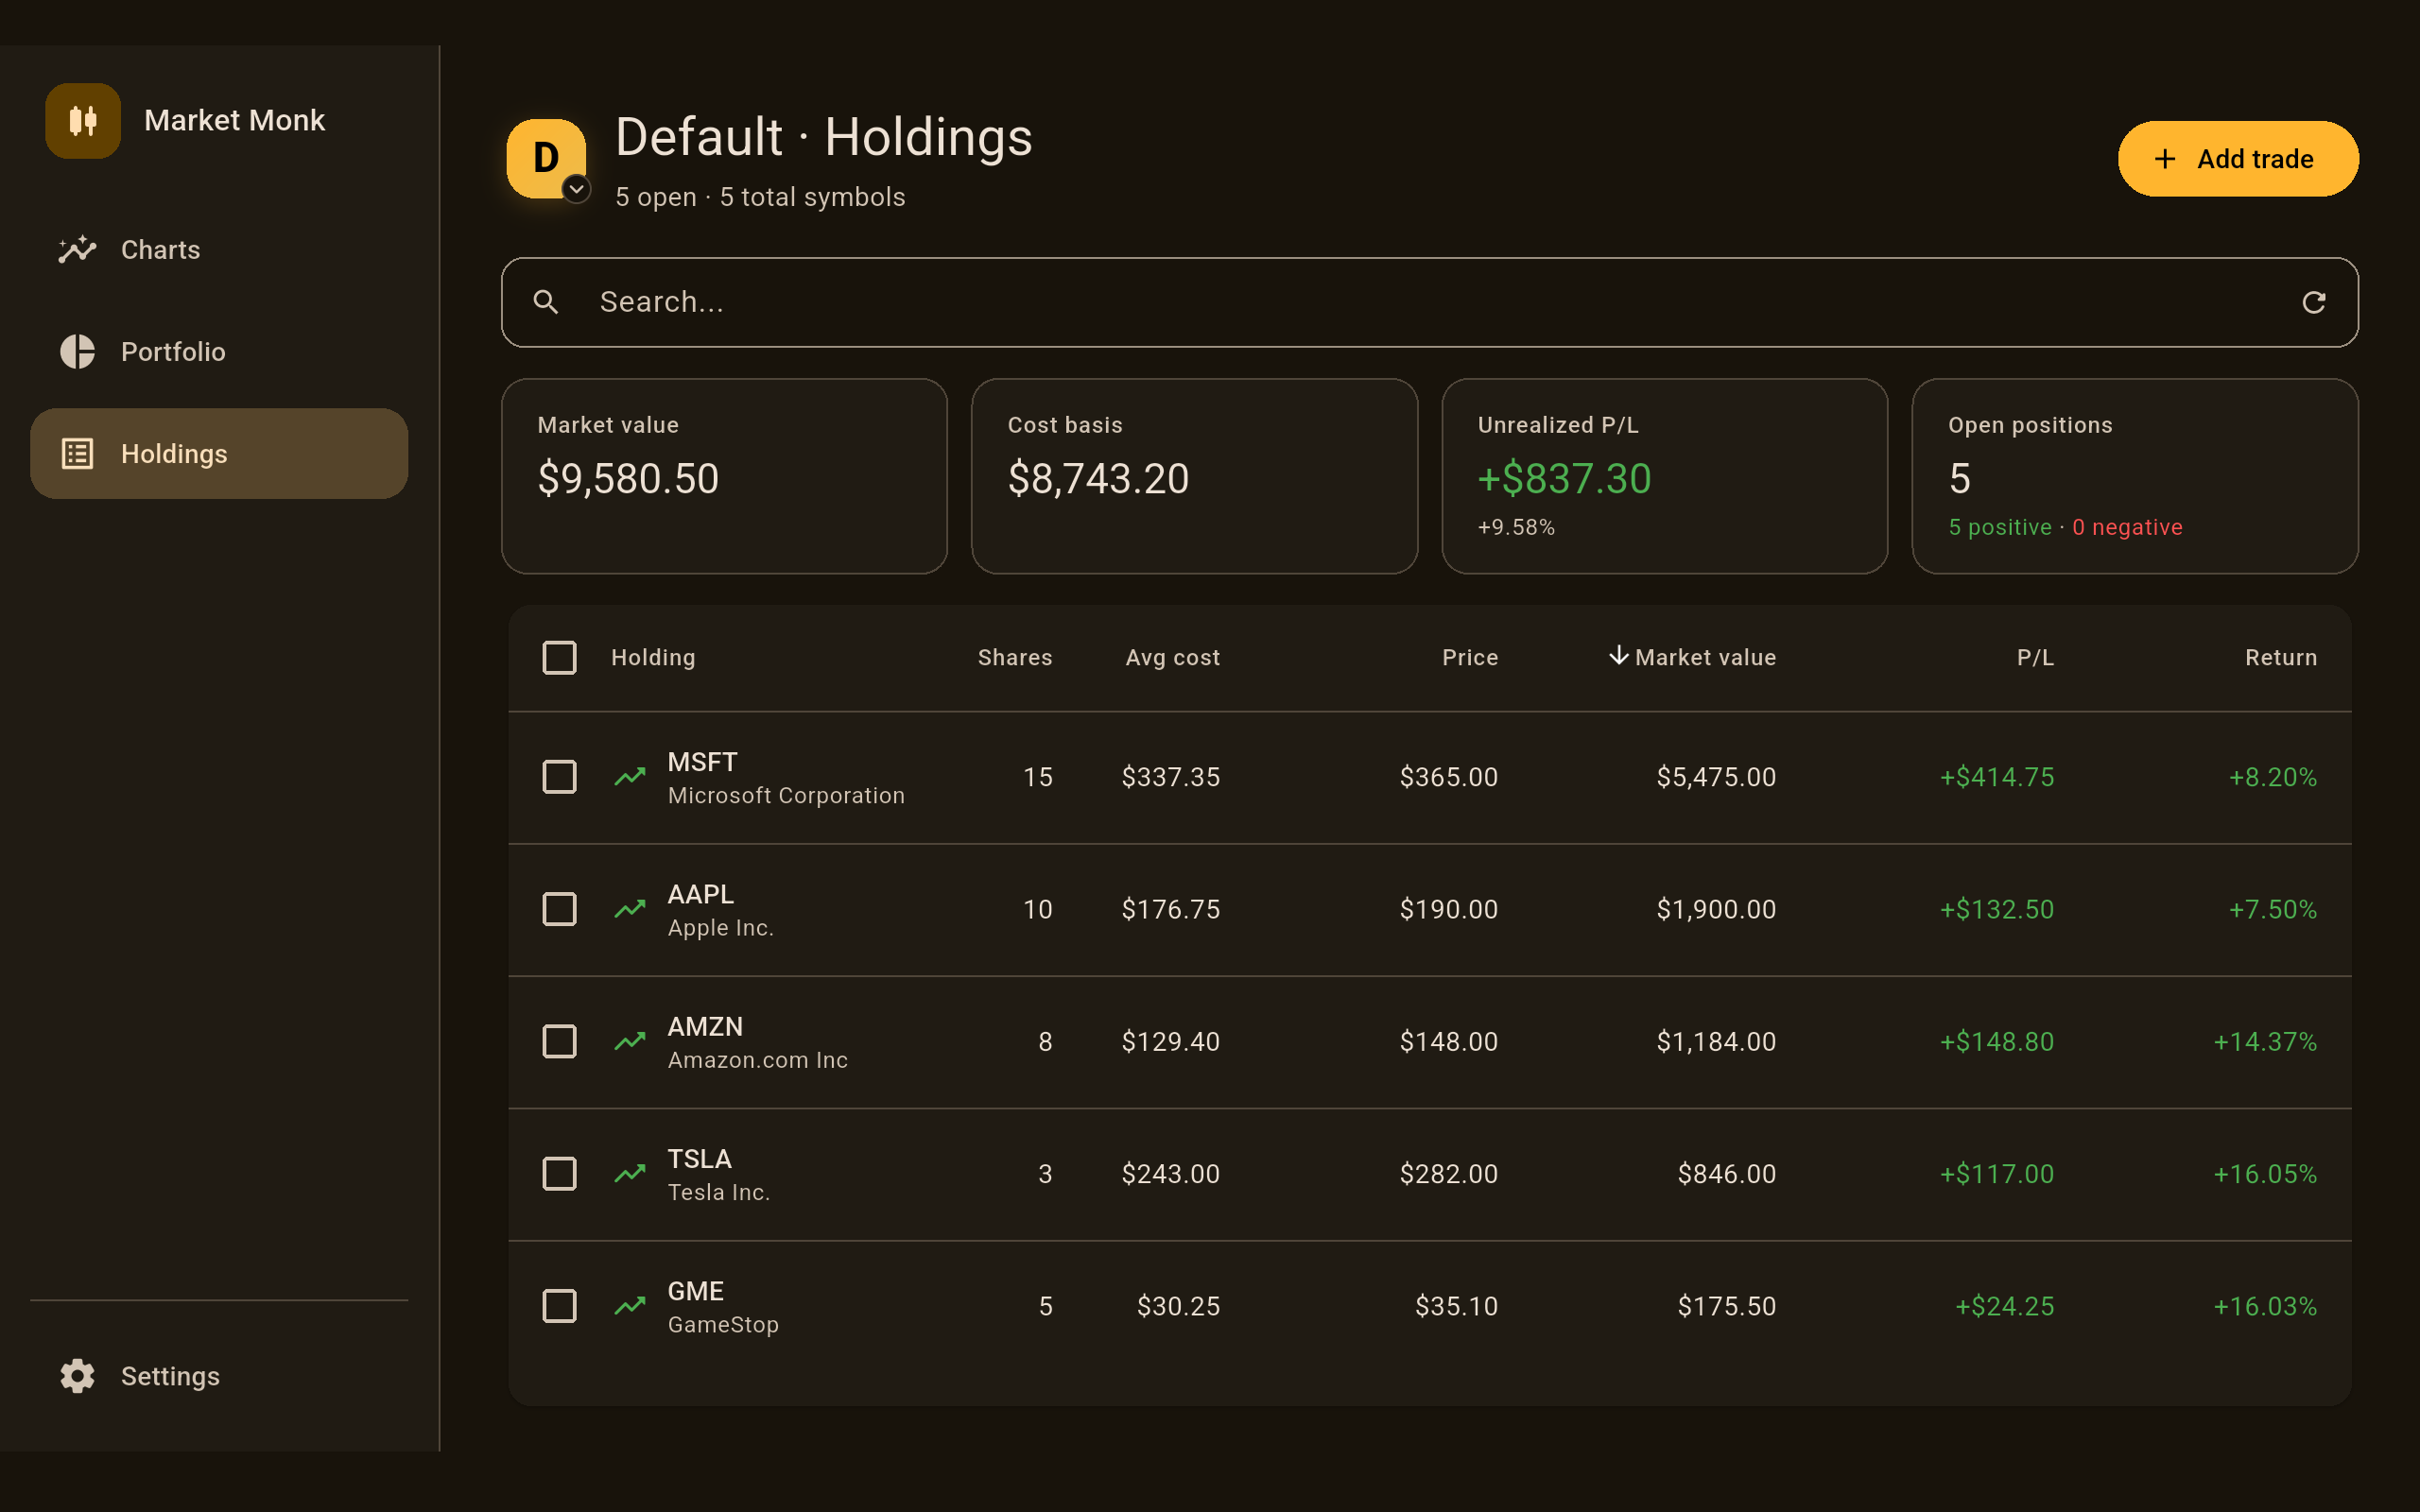 Market Monk
Charts
Portfolio
Holdings
Settings
D
Default · Holdings
5 open · 5 total symbols
Add trade
Search...
Market value
$9,580.50
Cost basis
$8,743.20
Unrealized P/L
+$837.30
+9.58%
Open positions
5
5 positive · 0 negative
Holding Shares Avg cost Price Market value P/L Return
MSFT
Microsoft Corporation
15 $337.35 $365.00 $5,475.00 +$414.75 +8.20%
AAPL
Apple Inc.
10 $176.75 $190.00 $1,900.00 +$132.50 +7.50%
AMZN
Amazon.com Inc
8 $129.40 $148.00 $1,184.00 +$148.80 +14.37%
TSLA
Tesla Inc.
3 $243.00 $282.00 $846.00 +$117.00 +16.05%
GME
GameStop
5 $30.25 $35.10 $175.50 +$24.25 +16.03%